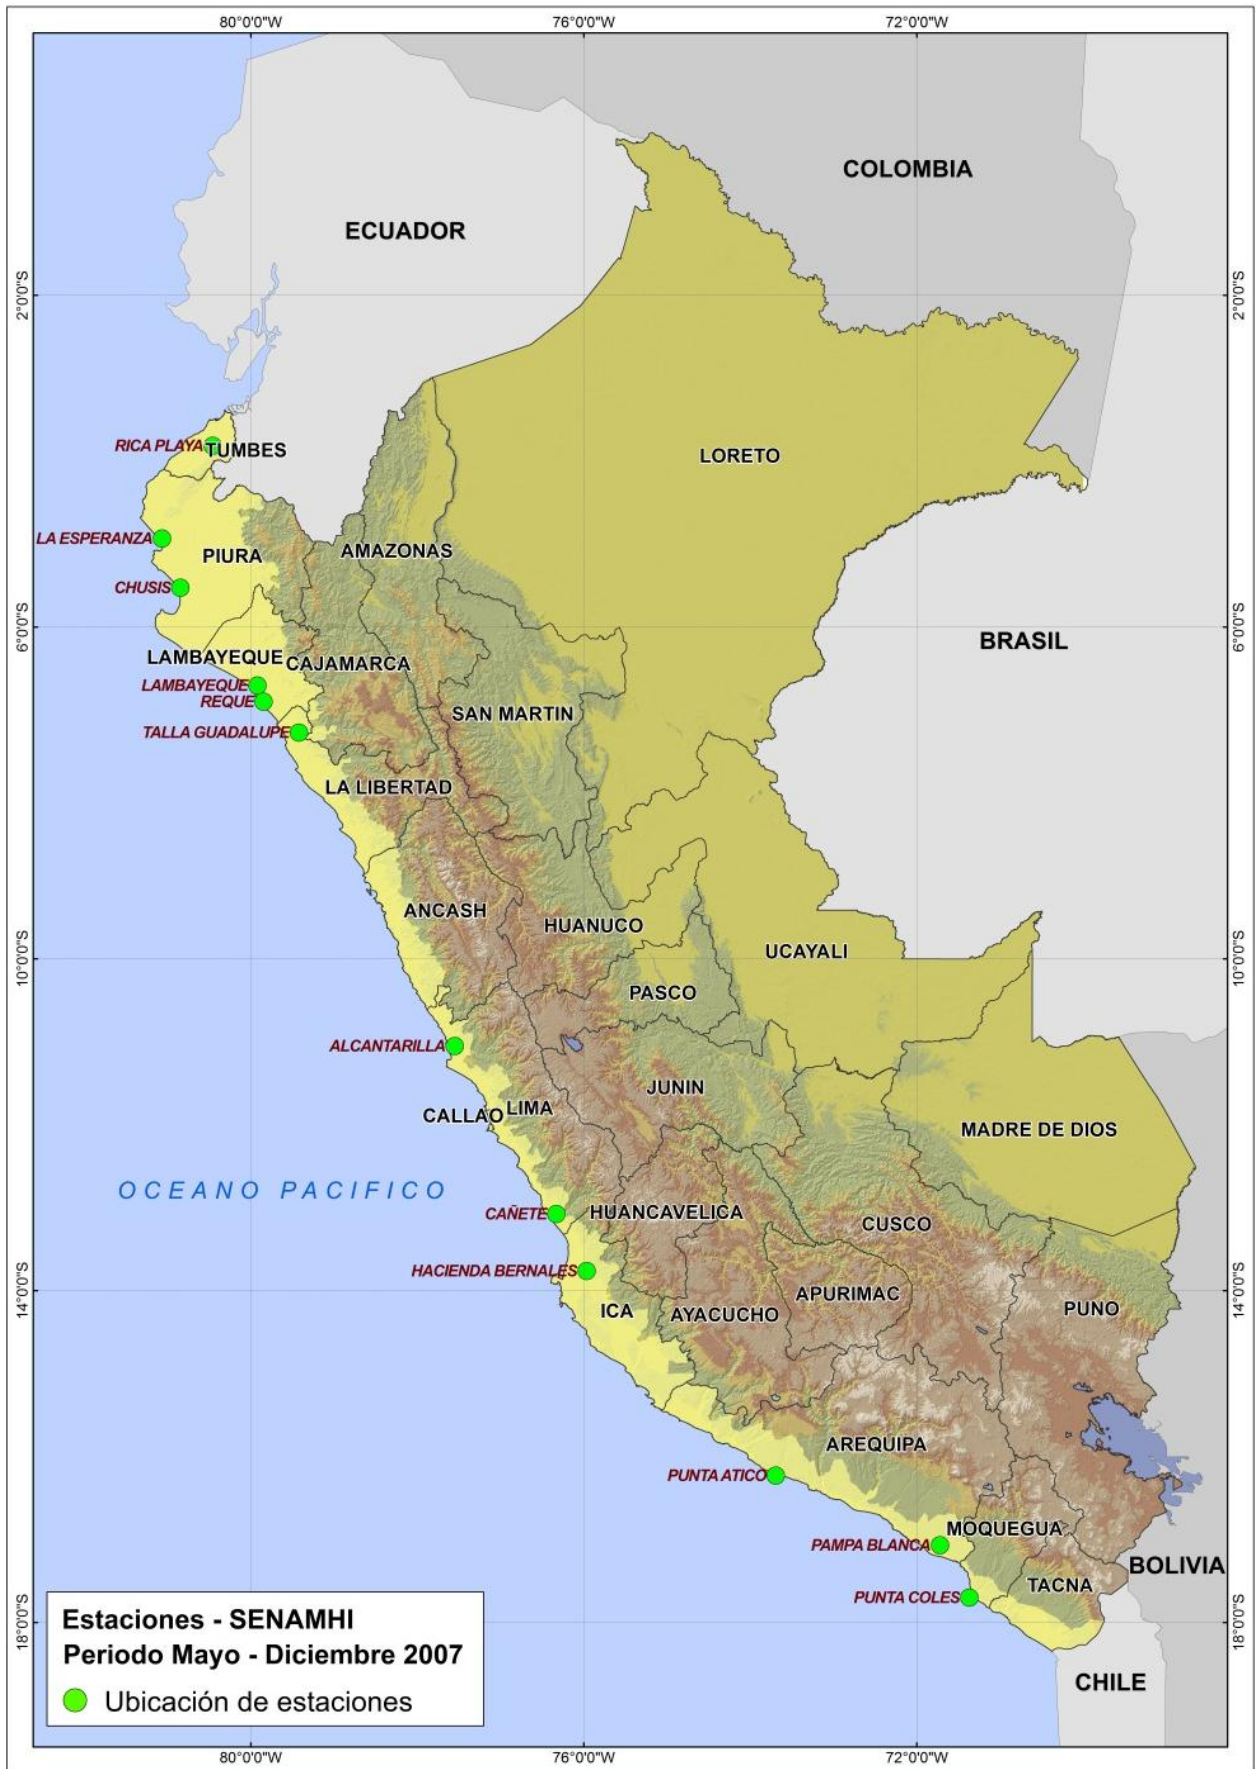 80°0'0"W 76°0'0"W 72°0'0"W
COLOMBIA
ECUADOR
2°0'0"S 2°0'0"S
RICA PLAYA
TUMBES
LORETO
LA ESPERANZA
AMAZONAS
PIURA
CHUSIS
6°0'0"S 6°0'0"S
BRASIL
LAMBAYEQUE
CAJAMARCA
LAMBAYEQUE
REQUE
SAN MARTIN
TALLA GUADALUPE
LA LIBERTAD
ANCASH
HUANUCO
UCAYALI
10°0'0"S 10°0'0"S
PASCO
ALCANTARILLA
JUNIN
CALLAO
LIMA
MADRE DE DIOS
OCEANO PACIFICO
CAÑETE
HUANCAVELICA
CUSCO
HACIENDA BERNALES
14°0'0"S 14°0'0"S
APURIMAC
ICA
AYACUCHO
PUNO
AREQUIPA
PUNTA ATICO
MOQUEGUA
PAMPA BLANCA
BOLIVIA
TACNA
PUNTA COLES
18°0'0"S 18°0'0"S
Estaciones - SENAMHI
Periodo Mayo - Diciembre 2007
Ubicación de estaciones
CHILE
80°0'0"W 76°0'0"W 72°0'0"W